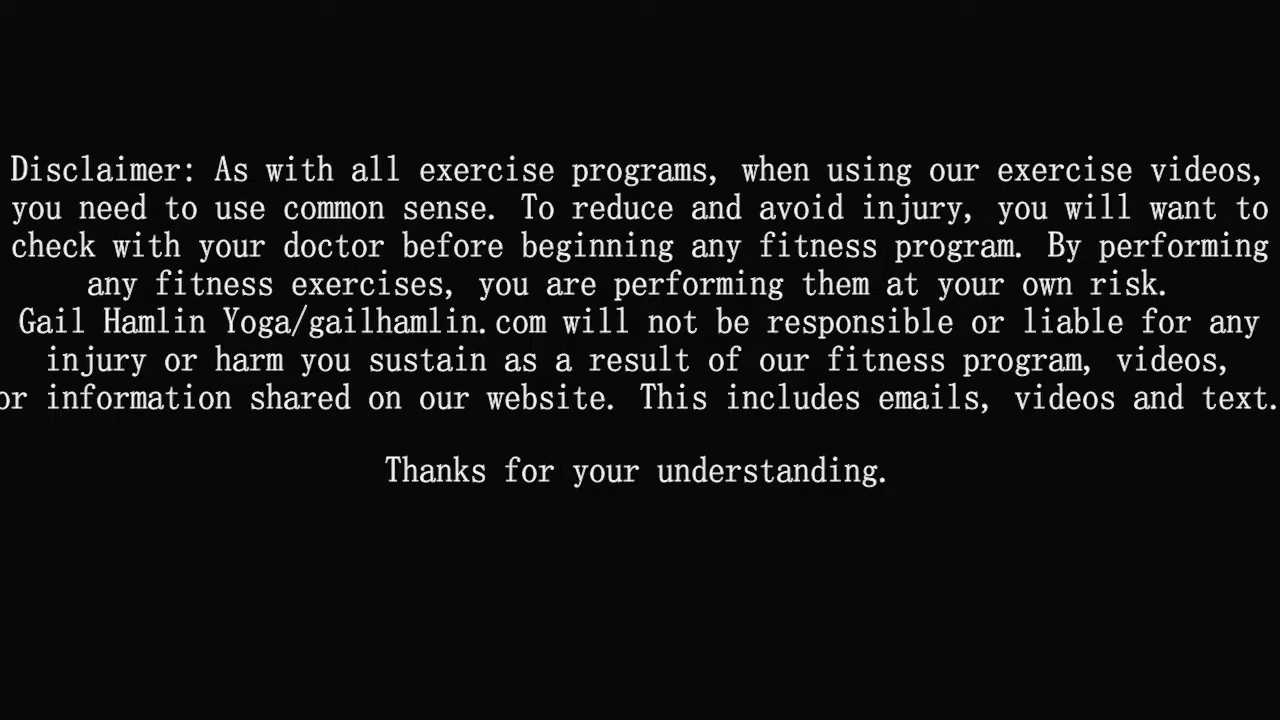 Disclaimer: As with all exercise programs, when using our exercise videos,
you need to use common sense. To reduce and avoid injury, you will want to
check with your doctor before beginning any fitness program. By performing
any fitness exercises, you are performing them at your own risk.
Gail Hamlin Yoga/gailhamlin.com will not be responsible or liable for any
injury or harm you sustain as a result of our fitness program, videos,
or information shared on our website. This includes emails, videos and text.
Thanks for your understanding.